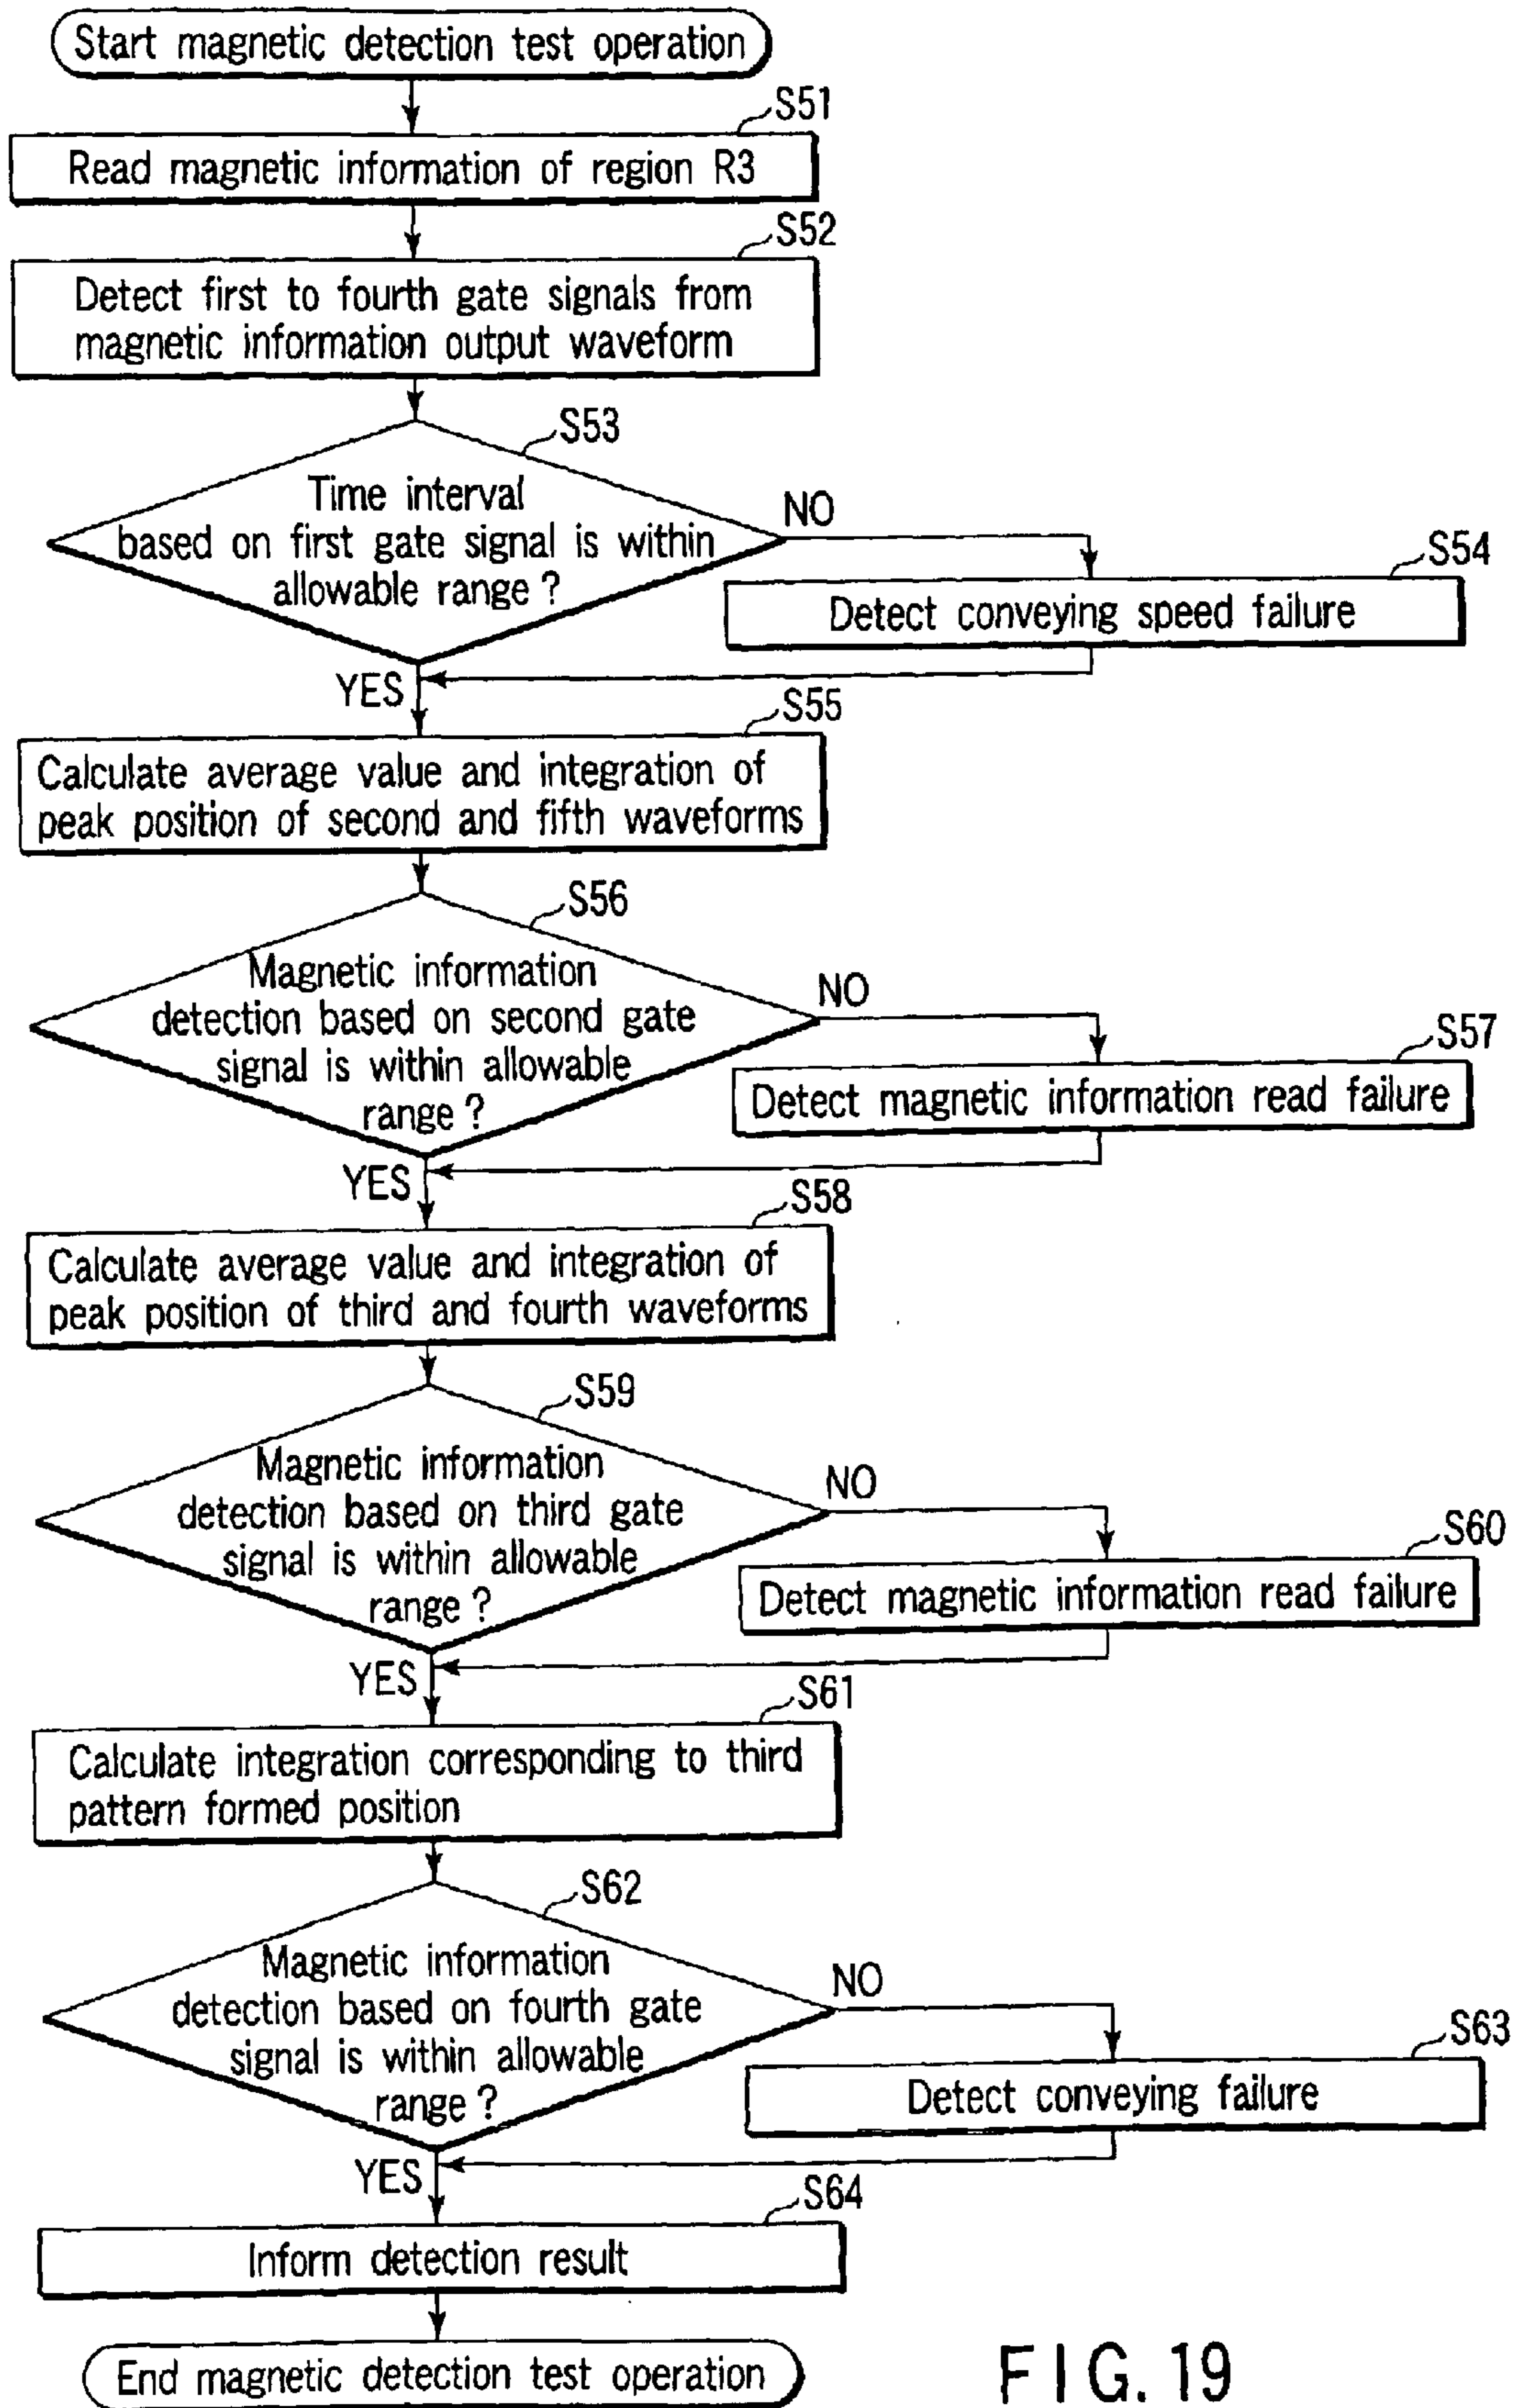 Start magnetic detection test operation
S51
Read magnetic information of region R3
S52
Detect first to fourth gate signals from
magnetic information output waveform
S53
Time interval
based on first gate signal is within
allowable range ?
NO
S54
Detect conveying speed failure
YES
S55
Calculate average value and integration of
peak position of second and fifth waveforms
S56
Magnetic information
detection based on second gate
signal is within allowable
range ?
NO
S57
Detect magnetic information read failure
YES
S58
Calculate average value and integration of
peak position of third and fourth waveforms
S59
Magnetic information
detection based on third gate
signal is within allowable
range ?
NO
S60
Detect magnetic information read failure
YES
S61
Calculate integration corresponding to third
pattern formed position
S62
Magnetic information
detection based on fourth gate
signal is within allowable
range ?
NO
S63
Detect conveying failure
YES
S64
Inform detection result
End magnetic detection test operation
FIG. 19